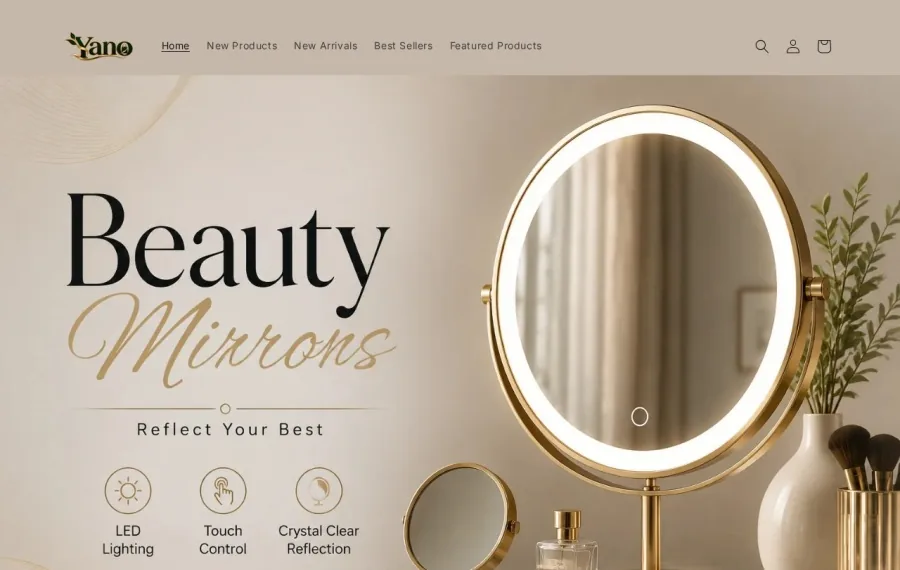 Yano
Home New Products New Arrivals Best Sellers Featured Products
Beauty
Mirrors
Reflect Your Best
LED
Lighting
Touch
Control
Crystal Clear
Reflection